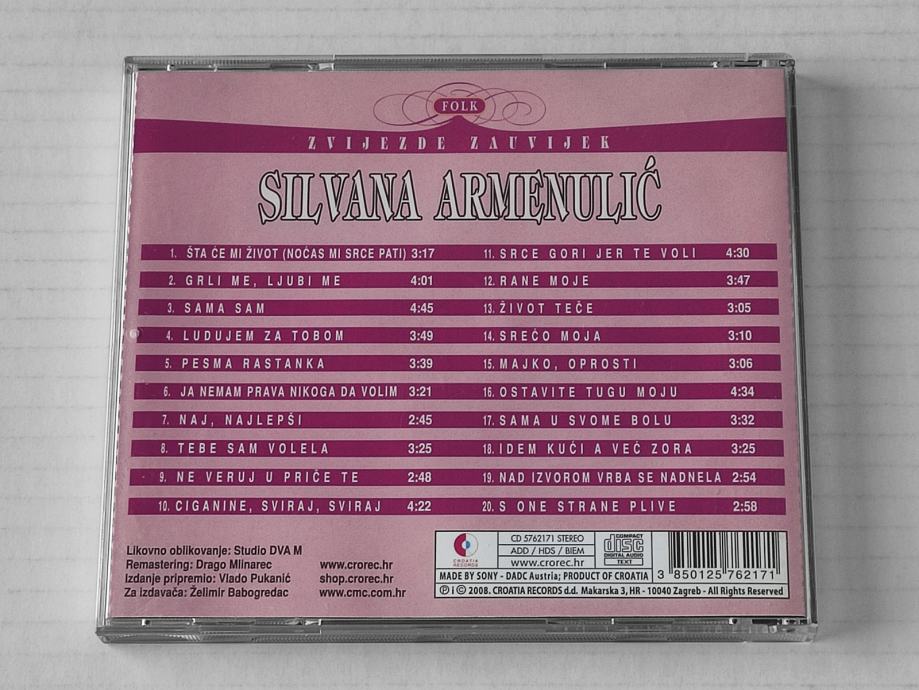 FOLK
ZVIJEZDE ZAUVIJEK
SILVANA ARMENULIĆ
1. ŠTA ĆE MI ŽIVOT (NOĆAS MI SRCE PATI) 3:17
2. GRLI ME, LJUBI ME 4:01
3. SAMA SAM 4:45
4. LUDUJEM ZA TOBOM 3:49
5. PESMA RASTANKA 3:39
6. JA NEMAM PRAVA NIKOGA DA VOLIM 3:21
7. NAJ, NAJLEPŠI 2:45
8. TEBE SAM VOLELA 3:25
9. NE VERUJ U PRIČE TE 2:48
10. CIGANINE, SVIRAJ, SVIRAJ 4:22
11. SRCE GORI JER TE VOLI 4:30
12. RANE MOJE 3:47
13. ŽIVOT TEČE 3:05
14. SREĆO MOJA 3:10
15. MAJKO, OPROSTI 3:06
16. OSTAVITE TUGU MOJU 4:34
17. SAMA U SVOME BOLU 3:32
18. IDEM KUĆI A VEĆ ZORA 3:25
19. NAD IZVOROM VRBA SE NADNELA 2:54
20. S ONE STRANE PLIVE 2:58
Likovno oblikovanje: Studio DVA M
Remastering: Drago Mlinarec
Izdanje pripremio: Vlado Pukanić
Za izdavača: Želimir Babogredac
www.crorec.hr
shop.crorec.hr
www.cmc.com.hr
CROATIA
RECORDS
CD 5762171 STEREO
ADD / HDS / BIEM
www.crorec.hr
COMPACT
disc
DIGITAL AUDIO
TEXT
3 850125 762171
MADE BY SONY - DADC Austria; PRODUCT OF CROATIA
Ⓟ i © 2008. CROATIA RECORDS d.d. Makarska 3, HR - 10040 Zagreb - All Rights Reserved